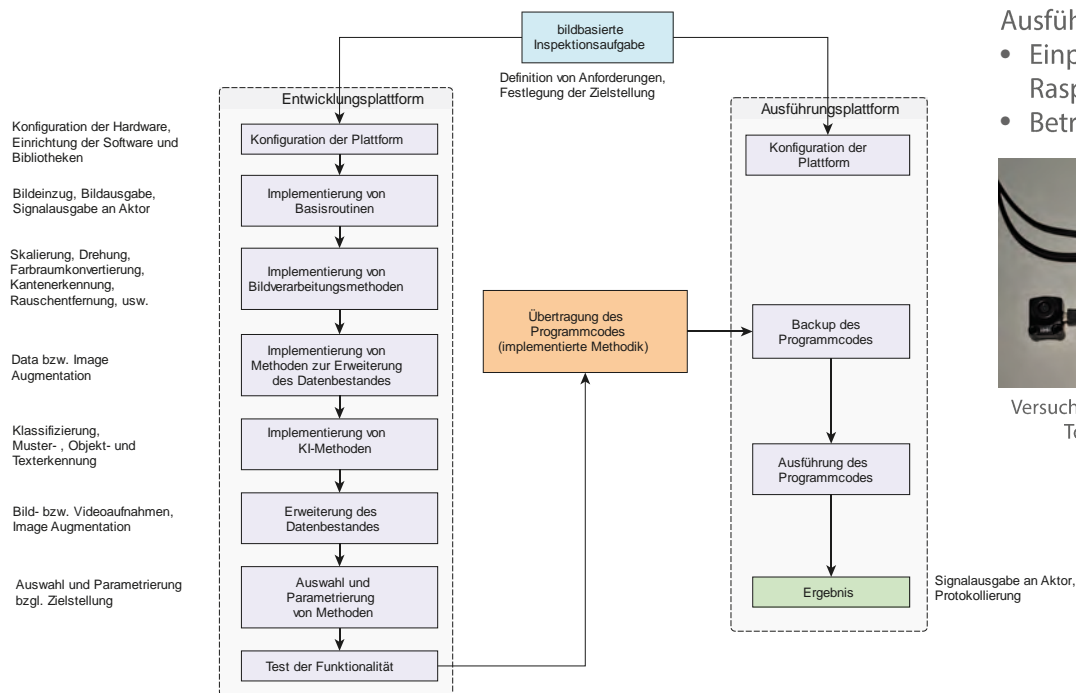 bildbasierte
Inspektionsaufgabe
Definition von Anforderungen,
Festlegung der Zielstellung
Entwicklungsplattform
Konfiguration der Hardware,
Einrichtung der Software und
Bibliotheken
Konfiguration der Plattform
Bildeinzug, Bildausgabe,
Signalausgabe an Aktor
Implementierung von
Basisroutinen
Skalierung, Drehung,
Farbraumkonvertierung,
Kantenerkennung,
Rauschentfernung, usw.
Implementierung von
Bildverarbeitungsmethoden
Data bzw. Image
Augmentation
Implementierung von
Methoden zur Erweiterung
des Datenbestandes
Klassifizierung,
Muster- , Objekt- und
Texterkennung
Implementierung von
KI-Methoden
Bild- bzw. Videoaufnahmen,
Image Augmentation
Erweiterung des
Datenbestandes
Auswahl und Parametrierung
bzgl. Zielstellung
Auswahl und
Parametrierung
von Methoden
Test der Funktionalität
Übertragung des
Programmcodes
(implementierte Methodik)
Ausführungsplattform
Konfiguration der
Plattform
Backup des
Programmcodes
Ausführung des
Programmcodes
Ergebnis
Signalausgabe an Aktor,
Protokollierung
Ausfüh
• Einp
Rasp
• Betr
Versuch
To